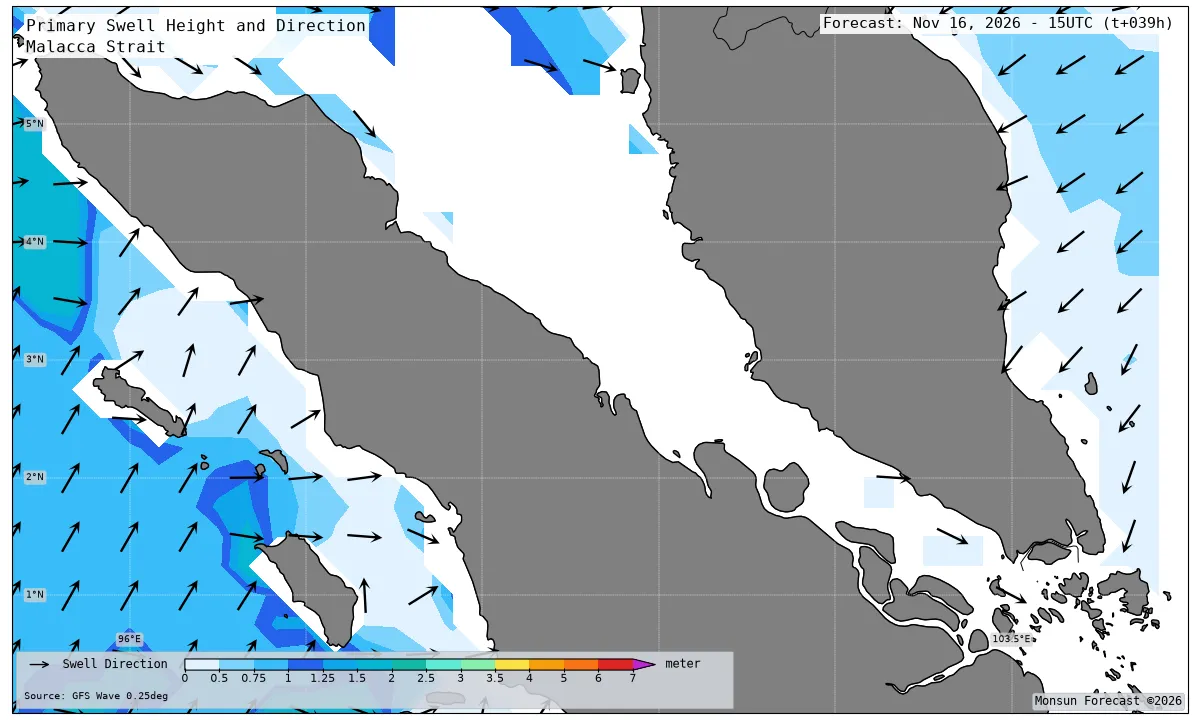 Primary Swell Height and Direction
Malacca Strait
Forecast: Nov 16, 2026 - 15UTC (t+039h)
5°N
4°N
3°N
2°N
1°N
96°E
103.5°E
Swell Direction
meter
0 0.5 0.75 1 1.25 1.5 2 2.5 3 3.5 4 5 6 7
Source: GFS Wave 0.25deg
Monsun Forecast ©2026